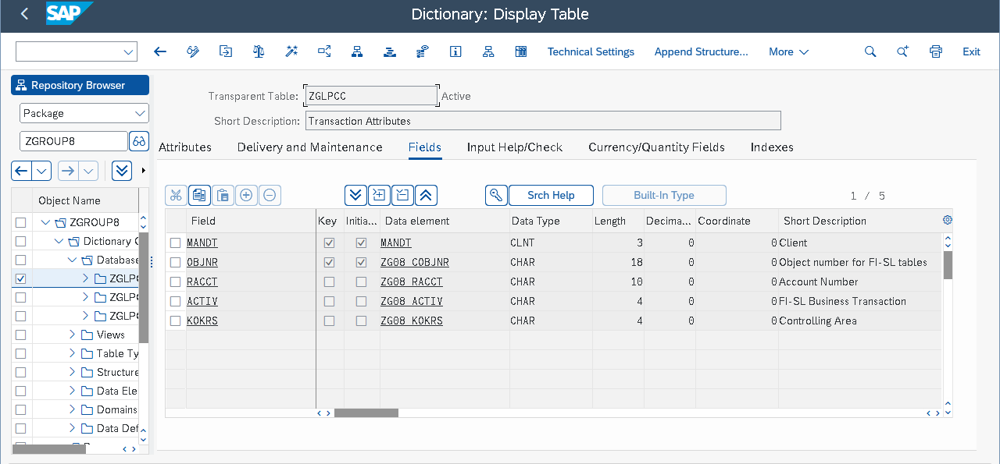 SAP
Dictionary: Display Table
Technical Settings Append Structure... More Exit
Repository Browser
Package
ZGROUP8
Transparent Table: ZGLPCC Active
Short Description: Transaction Attributes
Attributes Delivery and Maintenance Fields Input Help/Check Currency/Quantity Fields Indexes
Srch Help Built-In Type 1 / 5
Object Name
ZGROUP8
Dictionary
Database
ZGLP
ZGLP
ZGLP
Views
Table Ty
Structure
Data Ele
Domains
Data Def
Field Key Initia... Data element Data Type Length Decima... Coordinate Short Description
MANDT MANDT CLNT 3 0 0 Client
OBJNR ZG08_COBJNR CHAR 18 0 0 Object number for FI-SL tables
RACCT ZG08_RACCT CHAR 10 0 0 Account Number
ACTIV ZG08_ACTIV CHAR 4 0 0 FI-SL Business Transaction
KOKRS ZG08_KOKRS CHAR 4 0 0 Controlling Area